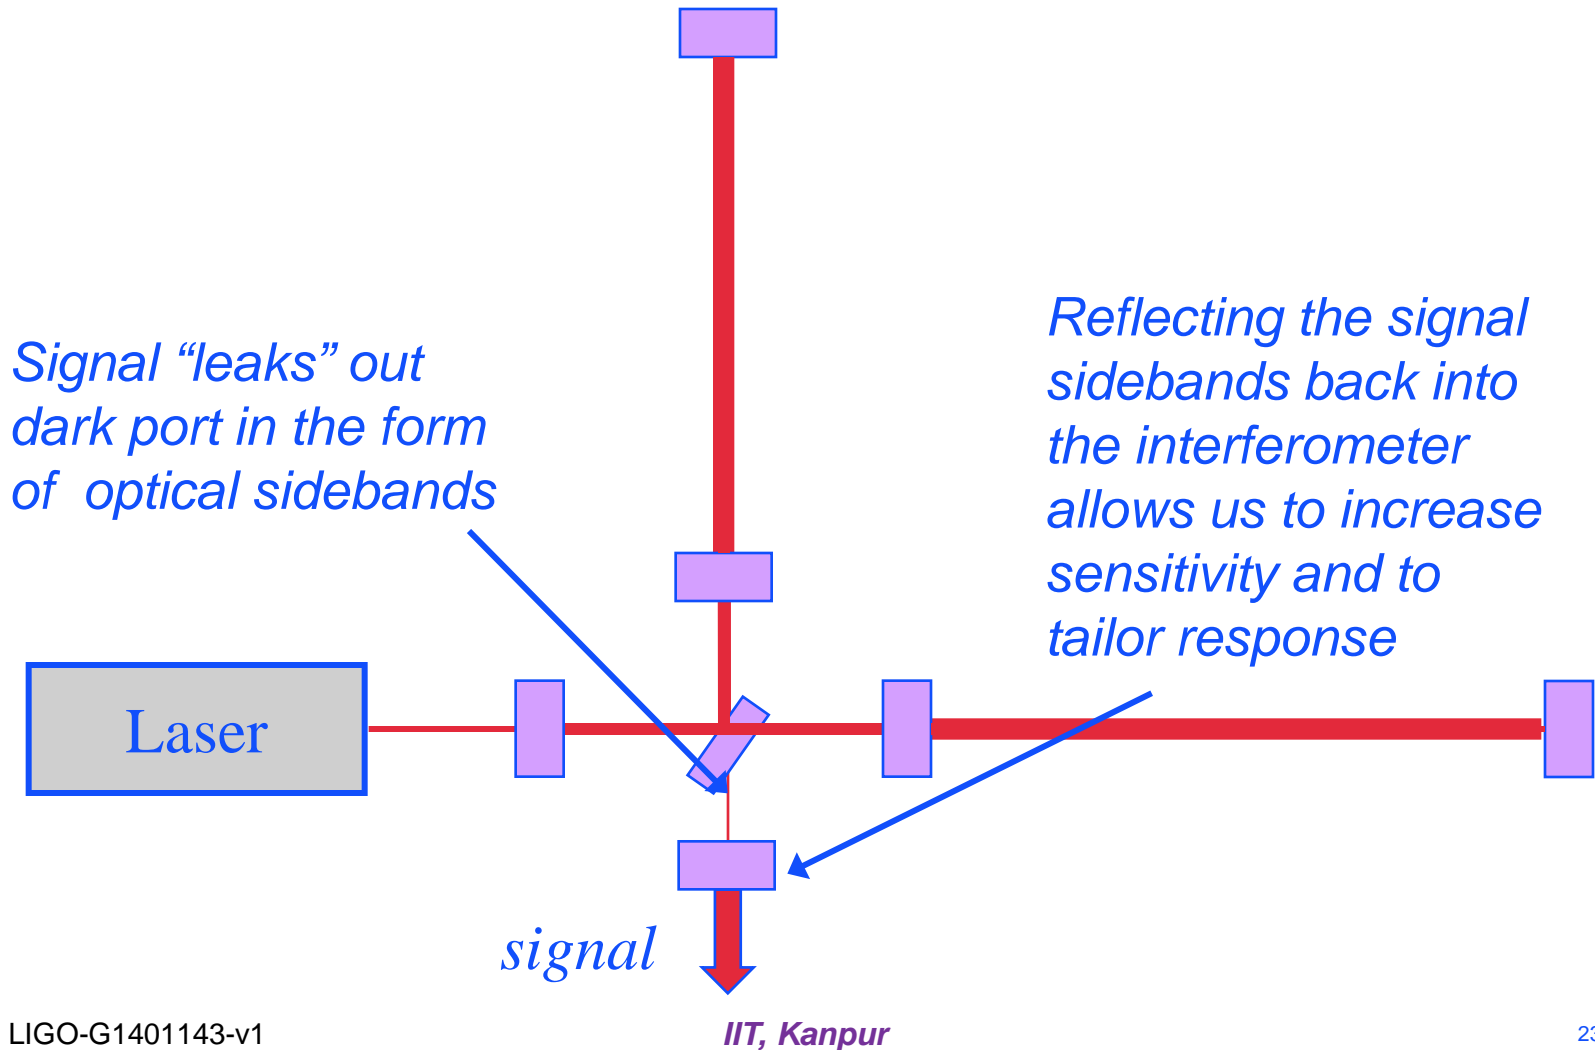 Signal “leaks” out
dark port in the form
of optical sidebands
Reflecting the signal
sidebands back into
the interferometer
allows us to increase
sensitivity and to
tailor response
Laser
signal
LIGO-G1401143-v1
IIT, Kanpur
23